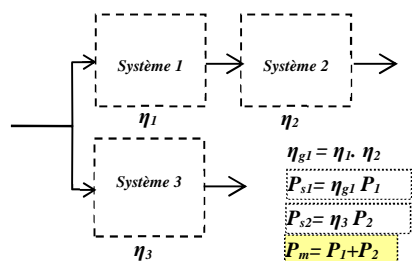 Système 1
Système 2
η1
η2
Système 3
η3
ηg1 = η1. η2
Ps1= ηg1 P1
Ps2= η3 P2
Pm= P1+P2